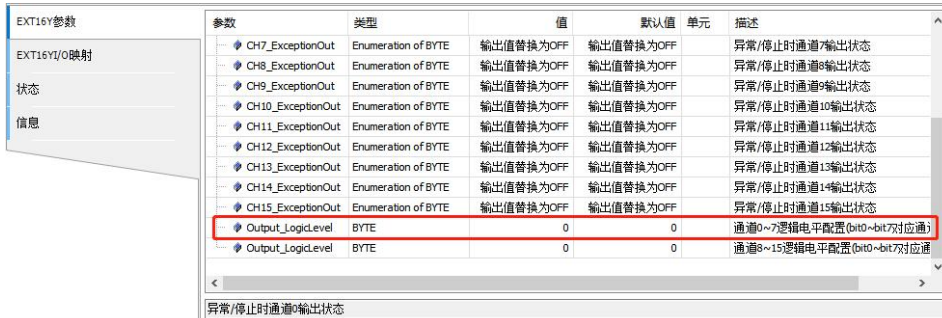 EXT16Y参数
EXT16YI/O映射
状态
信息
参数 类型 值 默认值 单元 描述
CH7_ExceptionOut Enumeration of BYTE 输出值替换为OFF 输出值替换为OFF 异常/停止时通道7输出状态
CH8_ExceptionOut Enumeration of BYTE 输出值替换为OFF 输出值替换为OFF 异常/停止时通道8输出状态
CH9_ExceptionOut Enumeration of BYTE 输出值替换为OFF 输出值替换为OFF 异常/停止时通道9输出状态
CH10_ExceptionOut Enumeration of BYTE 输出值替换为OFF 输出值替换为OFF 异常/停止时通道10输出状态
CH11_ExceptionOut Enumeration of BYTE 输出值替换为OFF 输出值替换为OFF 异常/停止时通道11输出状态
CH12_ExceptionOut Enumeration of BYTE 输出值替换为OFF 输出值替换为OFF 异常/停止时通道12输出状态
CH13_ExceptionOut Enumeration of BYTE 输出值替换为OFF 输出值替换为OFF 异常/停止时通道13输出状态
CH14_ExceptionOut Enumeration of BYTE 输出值替换为OFF 输出值替换为OFF 异常/停止时通道14输出状态
CH15_ExceptionOut Enumeration of BYTE 输出值替换为OFF 输出值替换为OFF 异常/停止时通道15输出状态
Output_LogicLevel BYTE 0 0 通道0~7逻辑电平配置(bit0~bit7对应通
Output_LogicLevel BYTE 0 0 通道8~15逻辑电平配置(bit0~bit7对应通
异常/停止时通道0输出状态